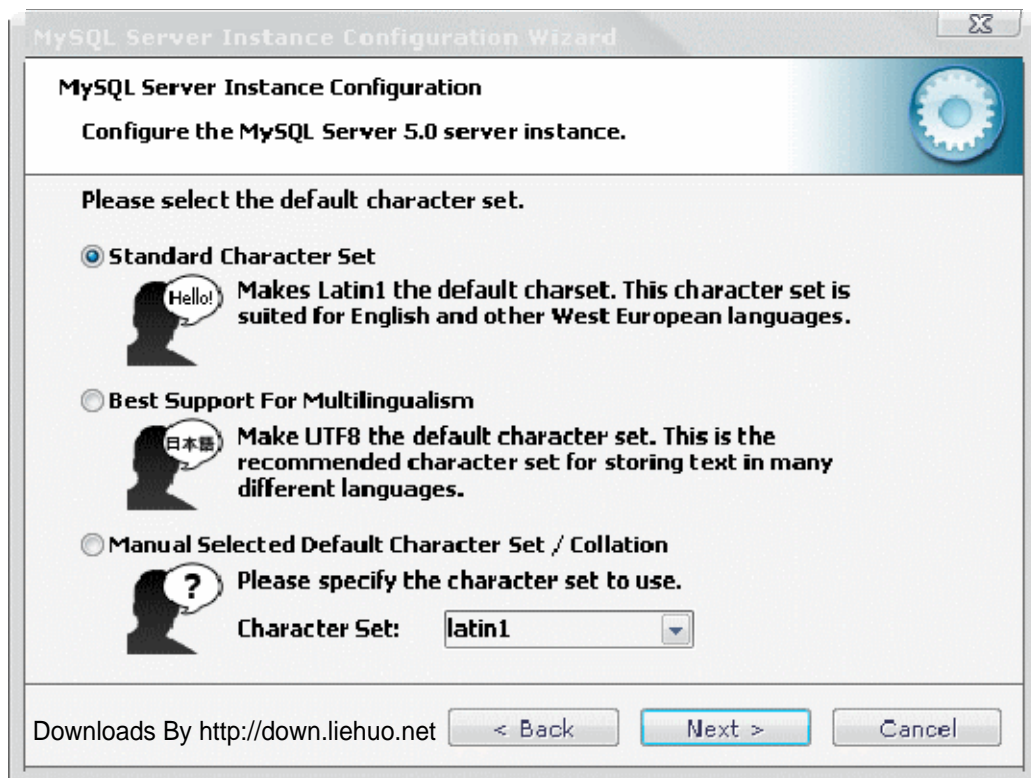 MySQL Server Instance Configuration Wizard
MySQL Server Instance Configuration
Configure the MySQL Server 5.0 server instance.
Please select the default character set.
Standard Character Set
Hello!
Makes Latin1 the default charset. This character set is
suited for English and other West European languages.
Best Support For Multilingualism
日本語
Make UTF8 the default character set. This is the
recommended character set for storing text in many
different languages.
Manual Selected Default Character Set / Collation
?
Please specify the character set to use.
Character Set: latin1
Downloads By http://down.liehuo.net
< Back Next > Cancel